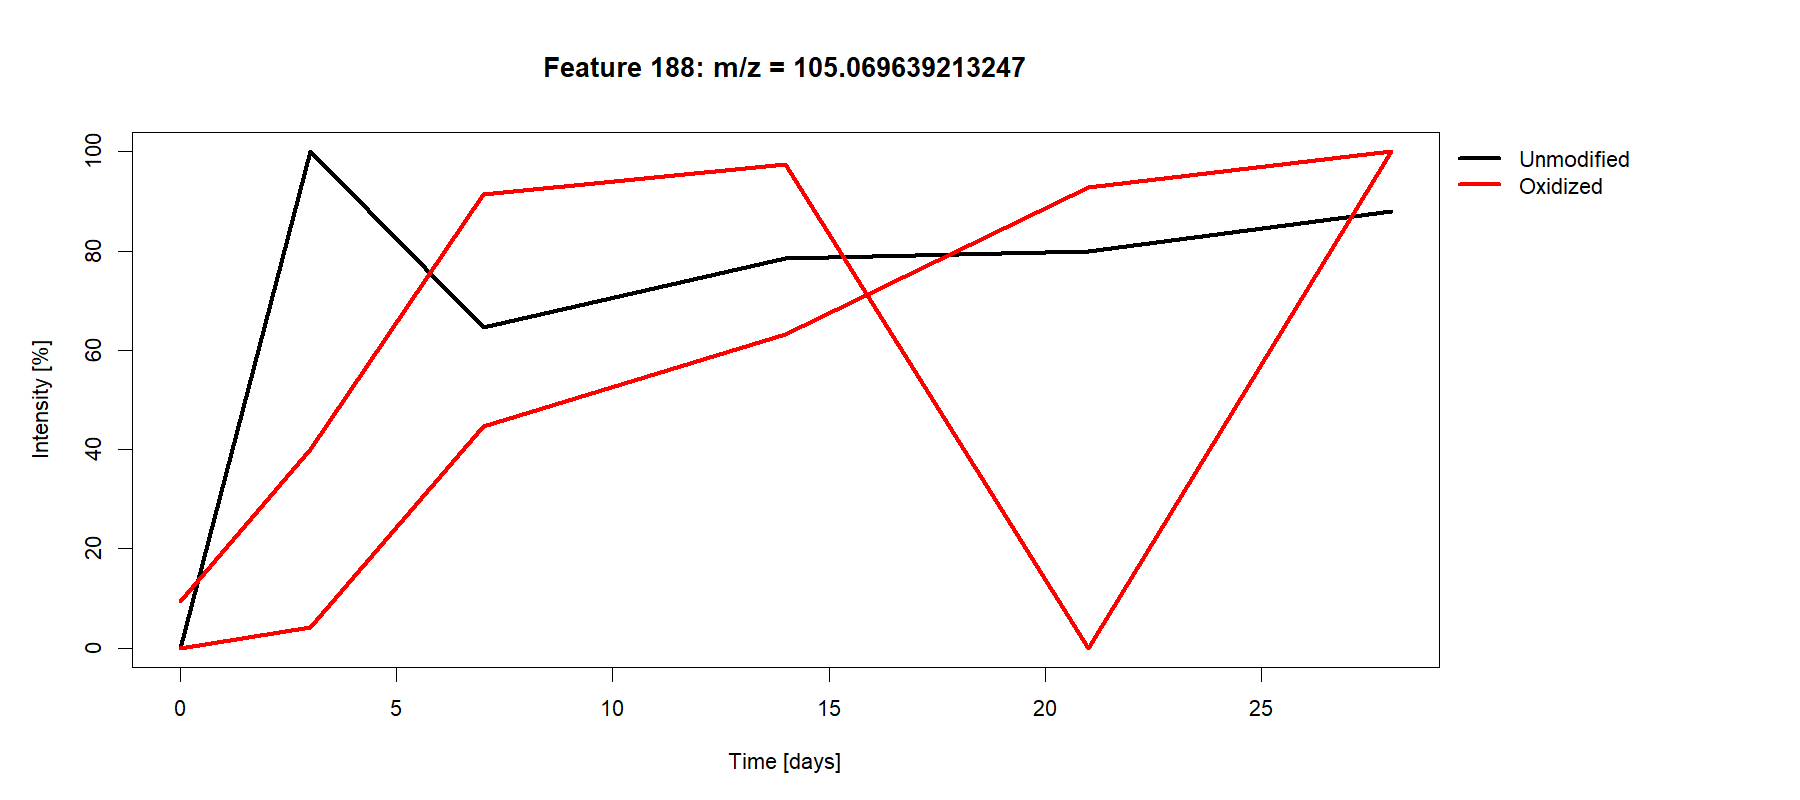 Feature 188: m/z = 105.069639213247
Unmodified
Oxidized
Intensity [%]
100
80
60
40
20
0
0 5 10 15 20 25
Time [days]